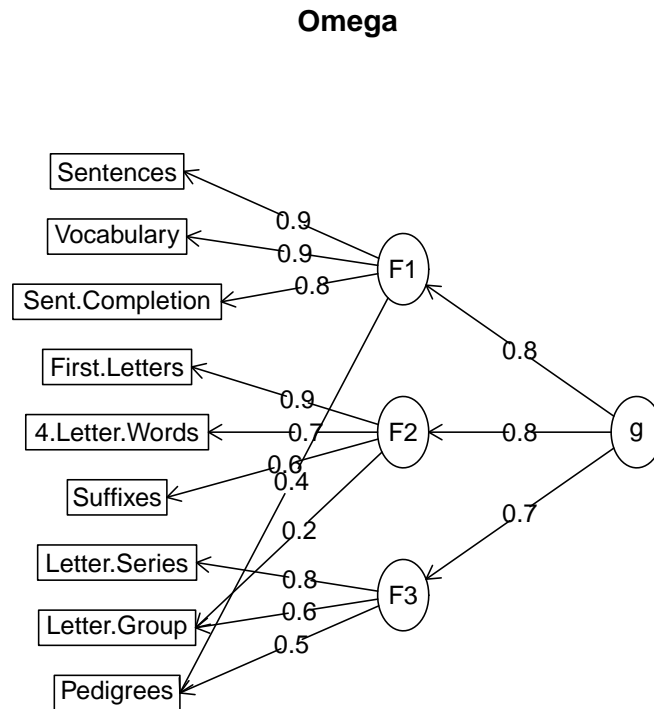 Omega
Sentences
Vocabulary
Sent.Completion
First.Letters
4.Letter.Words
Suffixes
Letter.Series
Letter.Group
Pedigrees
0.9
0.9
0.8
0.4
0.9
0.7
0.6
0.2
0.8
0.6
0.5
F1
F2
F3
0.8
0.8
0.7
g